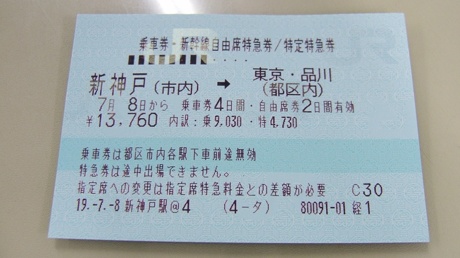 乗車券・新幹線自由席特急券/特定特急券
新神戸(市内) → 東京・品川(都区内)
7月 8日から 乗車券4日間・自由席券2日間有効
¥13,760 内訳:乗9,030・特4,730
乗車券は都区市内各駅下車前途無効
特急券は途中出場できません。
指定席への変更は指定席特急料金との差額が必要 C30
19.-7.-8 新神戸駅@4 (4-タ) 80091-01 経1